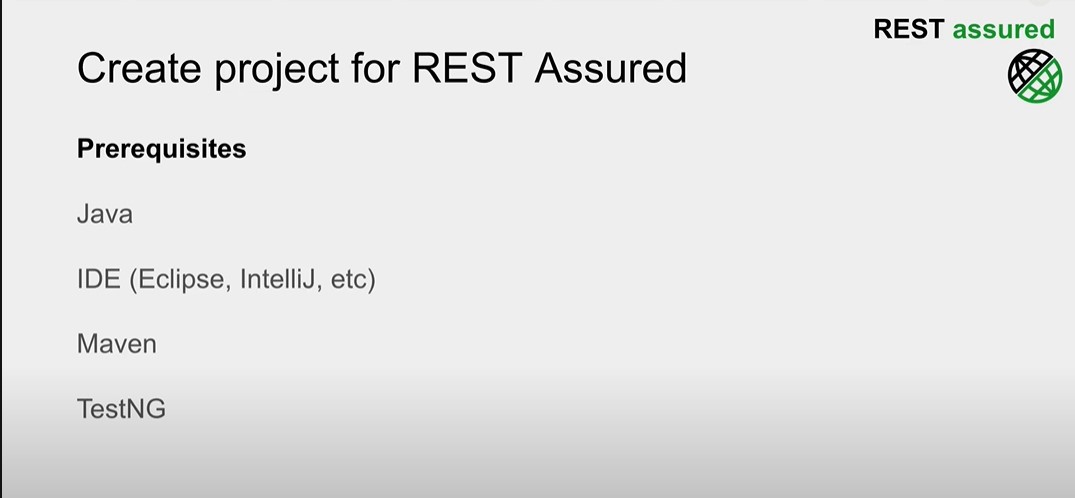 REST assured
Create project for REST Assured
Prerequisites
Java
IDE (Eclipse, IntelliJ, etc)
Maven
TestNG